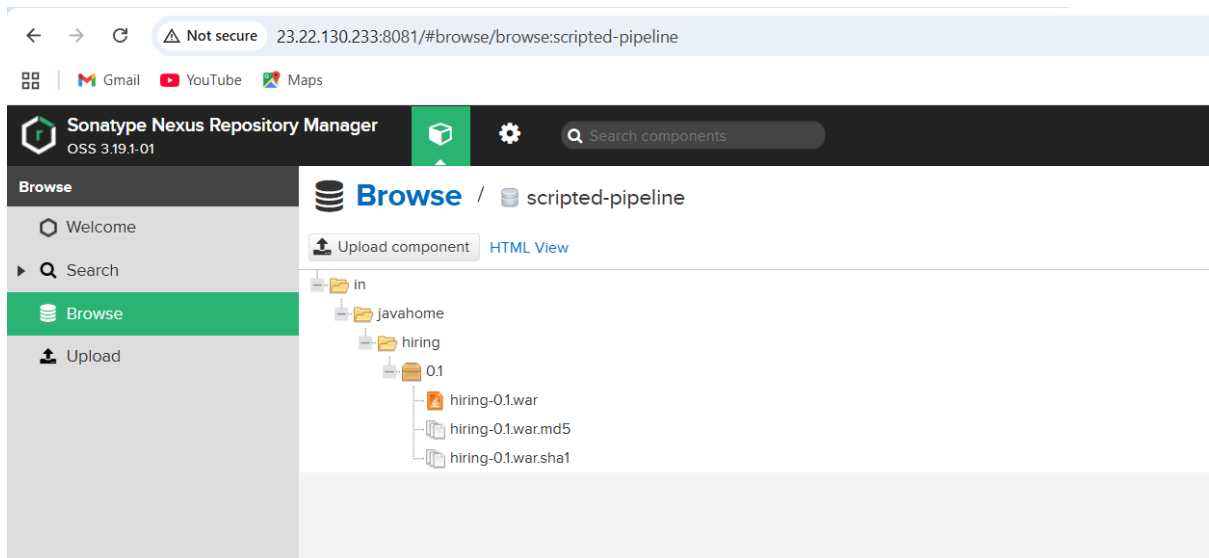 Not secure 23.22.130.233:8081/#browse/browse:scripted-pipeline
Gmail YouTube Maps
Sonatype Nexus Repository Manager
OSS 3.19.1-01
Search components
Browse
Welcome
Search
Browse
Upload
Browse / scripted-pipeline
Upload component HTML View
in
javahome
hiring
0.1
hiring-0.1.war
hiring-0.1.war.md5
hiring-0.1.war.sha1